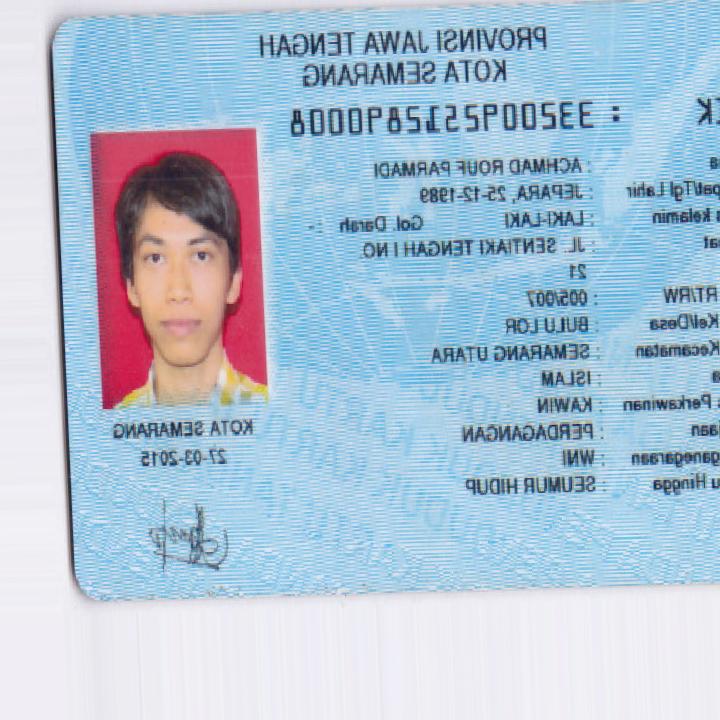 PROVINSI JAWA TENGAH
KOTA SEMARANG
: 3320092512890008
: ACHMAD ROUF PARMADI
pat/Tgl Lahir : JEPARA, 25-12-1989
kelamin : LAKI-LAKI Gol. Darah : -
at : JL. SENTIAKI TENGAH I NO.
21
RT/RW : 005/007
Kel/Desa : BULU LOR
Kecamatan : SEMARANG UTARA
: ISLAM
Perkawinan : KAWIN
aan : PERDAGANGAN
ganegaraan : WNI
Hingga : SEUMUR HIDUP
KOTA SEMARANG
27-03-2015